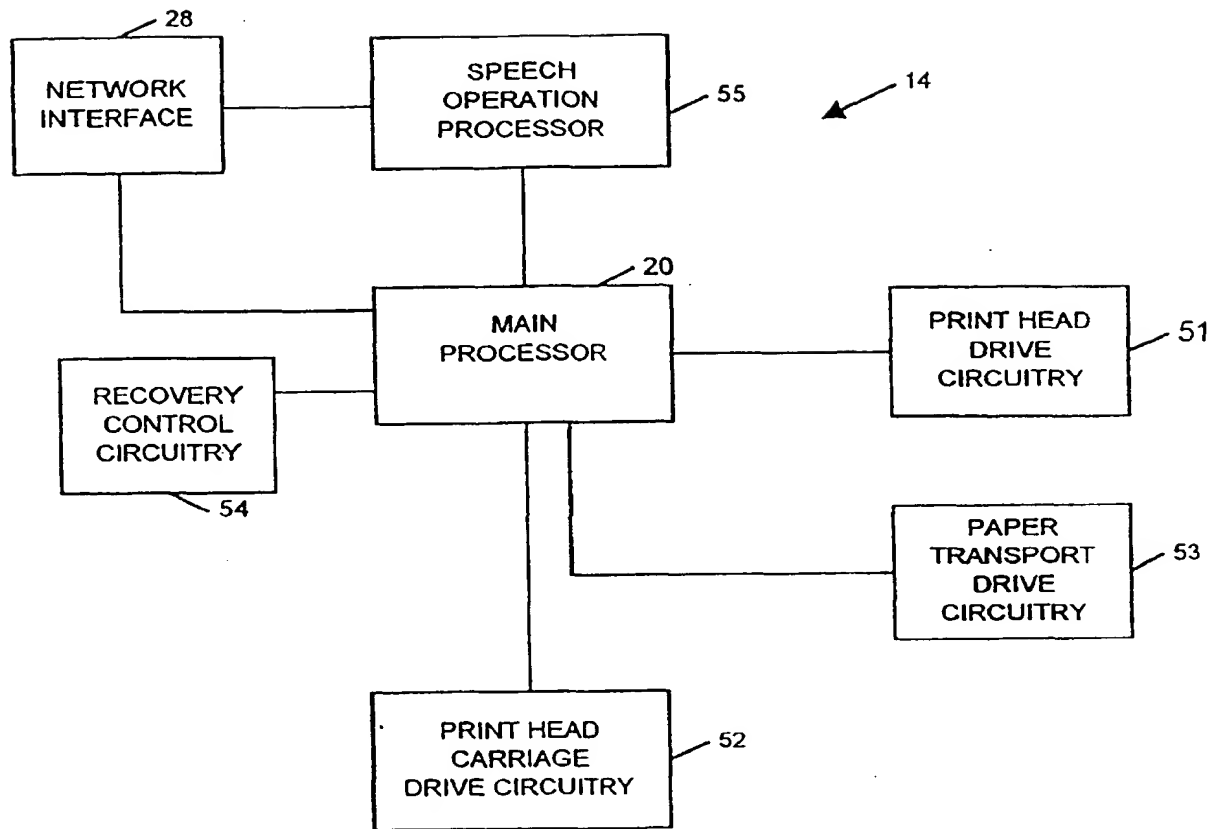 28
NETWORK
INTERFACE
SPEECH
OPERATION
PROCESSOR
55
14
20
MAIN
PROCESSOR
PRINT HEAD
DRIVE
CIRCUITRY
51
RECOVERY
CONTROL
CIRCUITRY
54
PAPER
TRANSPORT
DRIVE
CIRCUITRY
53
PRINT HEAD
CARRIAGE
DRIVE CIRCUITRY
52